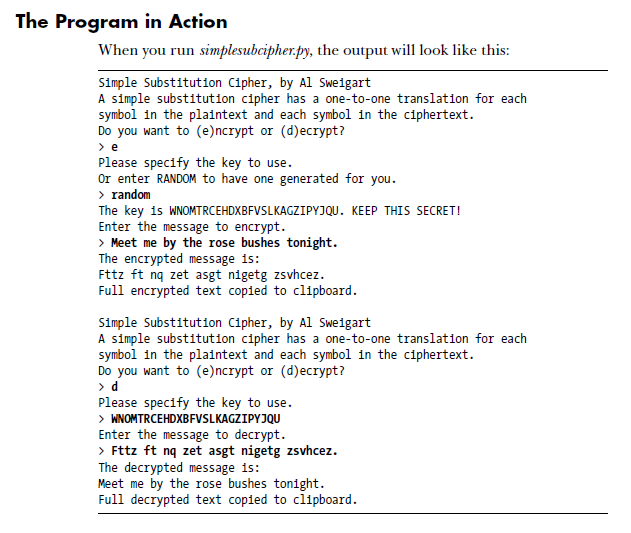 The Program in Action
When you run simplesubcipher.py, the output will look like this:
Simple Substitution Cipher, by Al Sweigart
A simple substitution cipher has a one-to-one translation for each
symbol in the plaintext and each symbol in the ciphertext.
Do you want to (e)ncrypt or (d)ecrypt?
> e
Please specify the key to use.
Or enter RANDOM to have one generated for you.
> random
The key is WNOMTRCEHDXBFVSLKAGZIPYJQU. KEEP THIS SECRET!
Enter the message to encrypt.
> Meet me by the rose bushes tonight.
The encrypted message is:
Fttz ft nq zet asgt nigetg zsvhcez.
Full encrypted text copied to clipboard.
Simple Substitution Cipher, by Al Sweigart
A simple substitution cipher has a one-to-one translation for each
symbol in the plaintext and each symbol in the ciphertext.
Do you want to (e)ncrypt or (d)ecrypt?
> d
Please specify the key to use.
> WNOMTRCEHDXBFVSLKAGZIPYJQU
Enter the message to decrypt.
> Fttz ft nq zet asgt nigetg zsvhcez.
The decrypted message is:
Meet me by the rose bushes tonight.
Full decrypted text copied to clipboard.